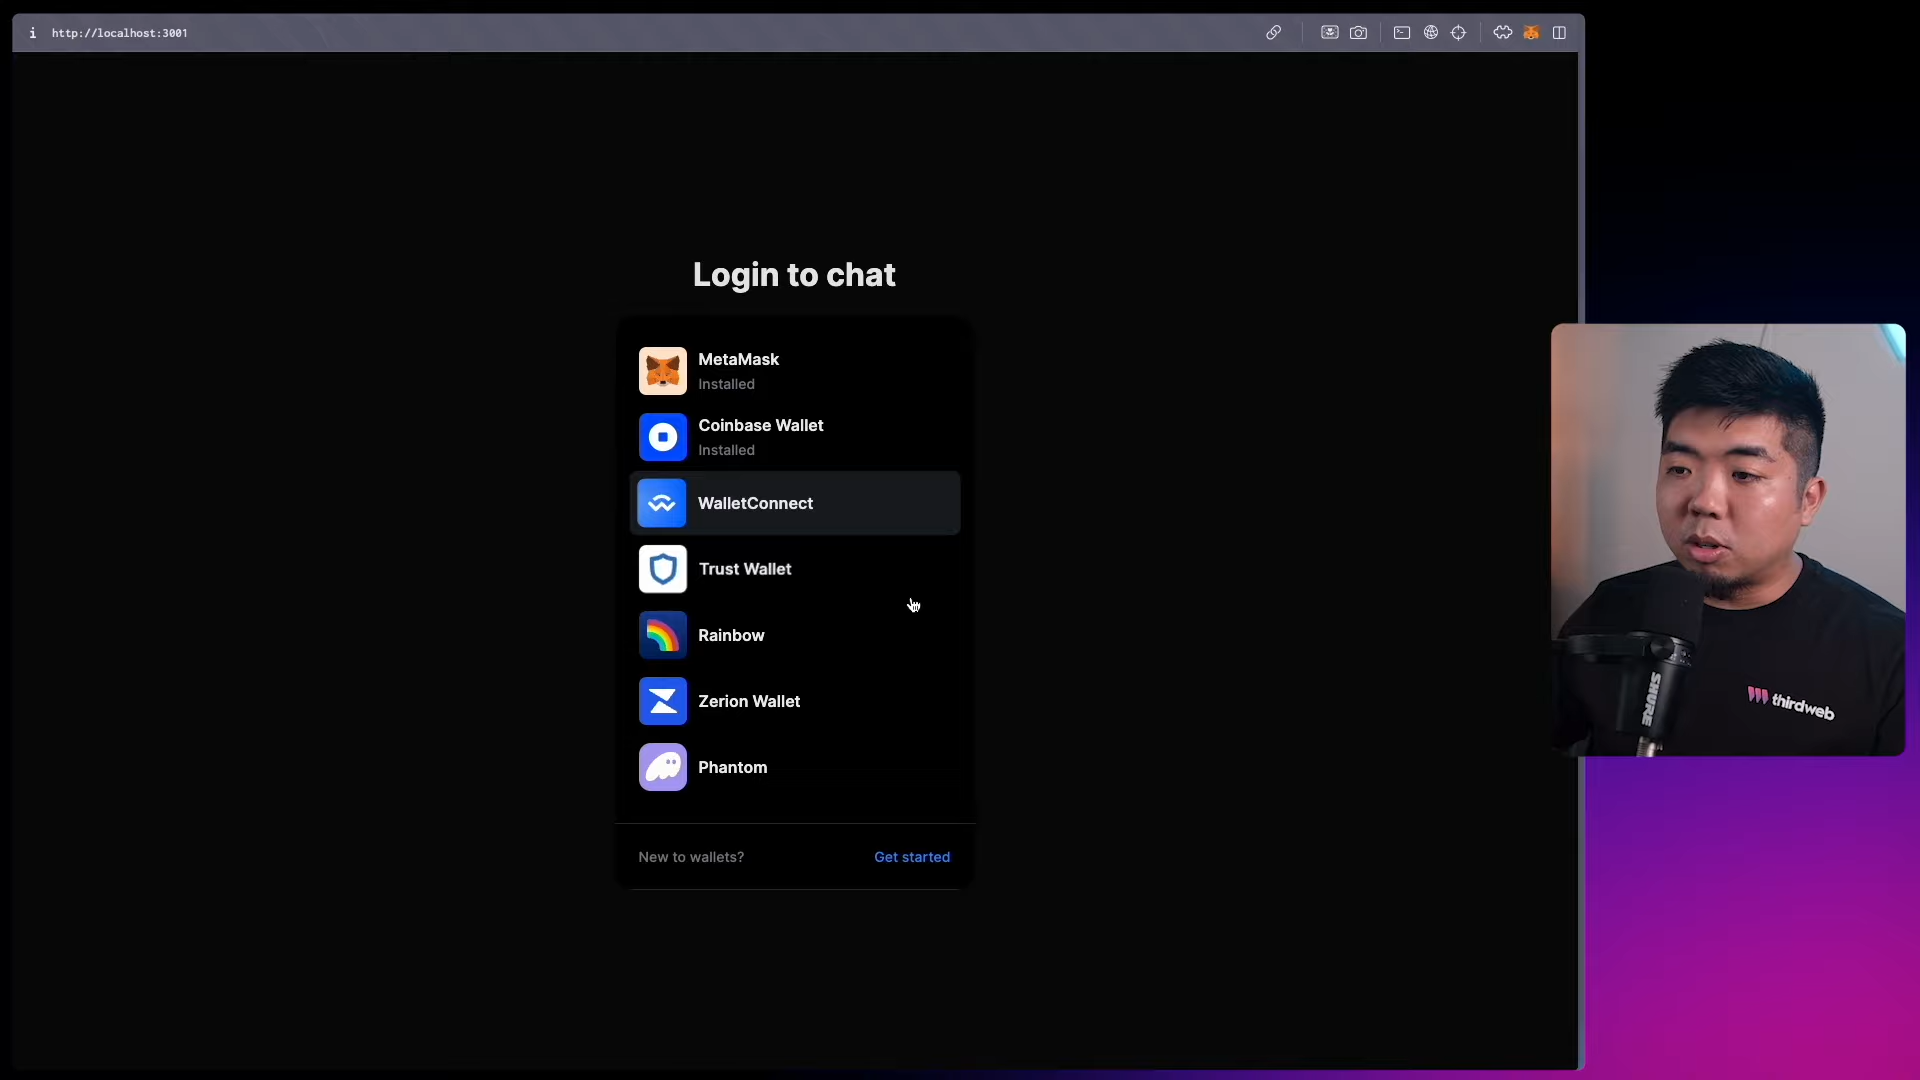 i http://localhost:3001
Login to chat
MetaMask
Installed
Coinbase Wallet
Installed
WalletConnect
Trust Wallet
Rainbow
Zerion Wallet
Phantom
New to wallets? Get started
SHURE
thirdweb